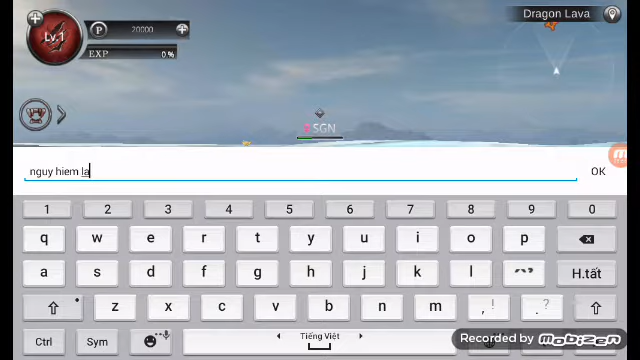 Dragon Lava
Lv.1
P 20000
EXP 0 %
SGN
nguy hiem la
OK
1 2 3 4 5 6 7 8 9 0
q w e r t y u i o p
a s d f g h j k l H.tất
z x c v b n m , ! . ?
Ctrl Sym Tiếng Việt
Recorded by MOBIZEN